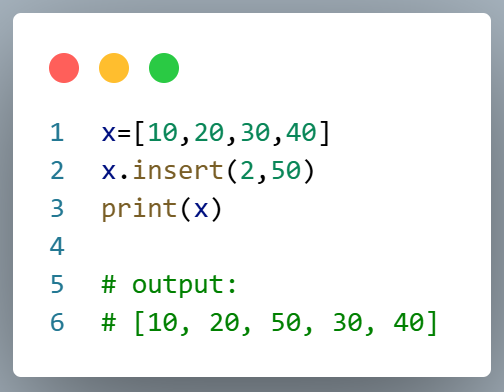 1 x=[10,20,30,40]
2 x.insert(2,50)
3 print(x)
4
5 # output:
6 # [10, 20, 50, 30, 40]